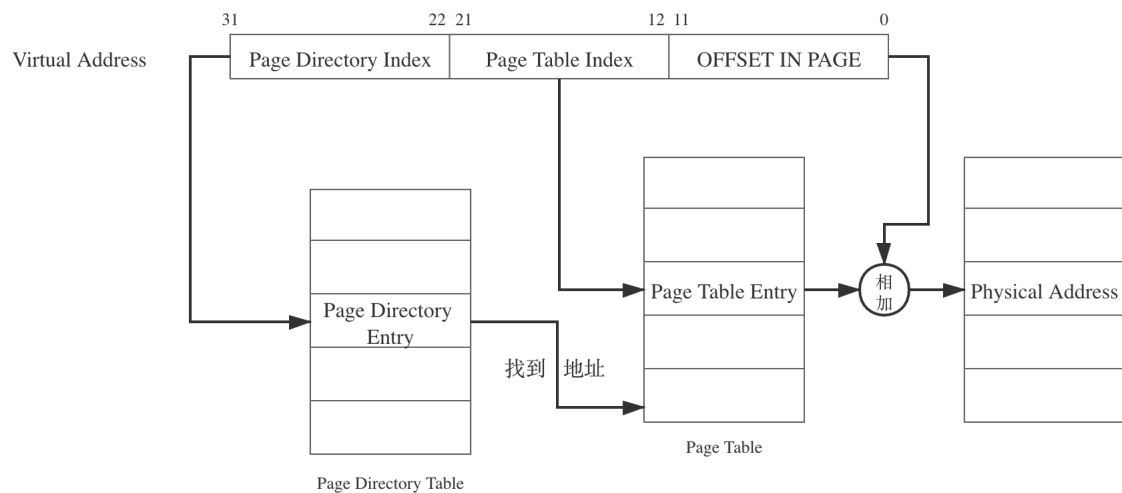 31 22 21 12 11 0
Virtual Address Page Directory Index Page Table Index OFFSET IN PAGE
Page Table Entry 相 Physical Address
加
Page Directory
Entry
找到 地址
Page Table
Page Directory Table